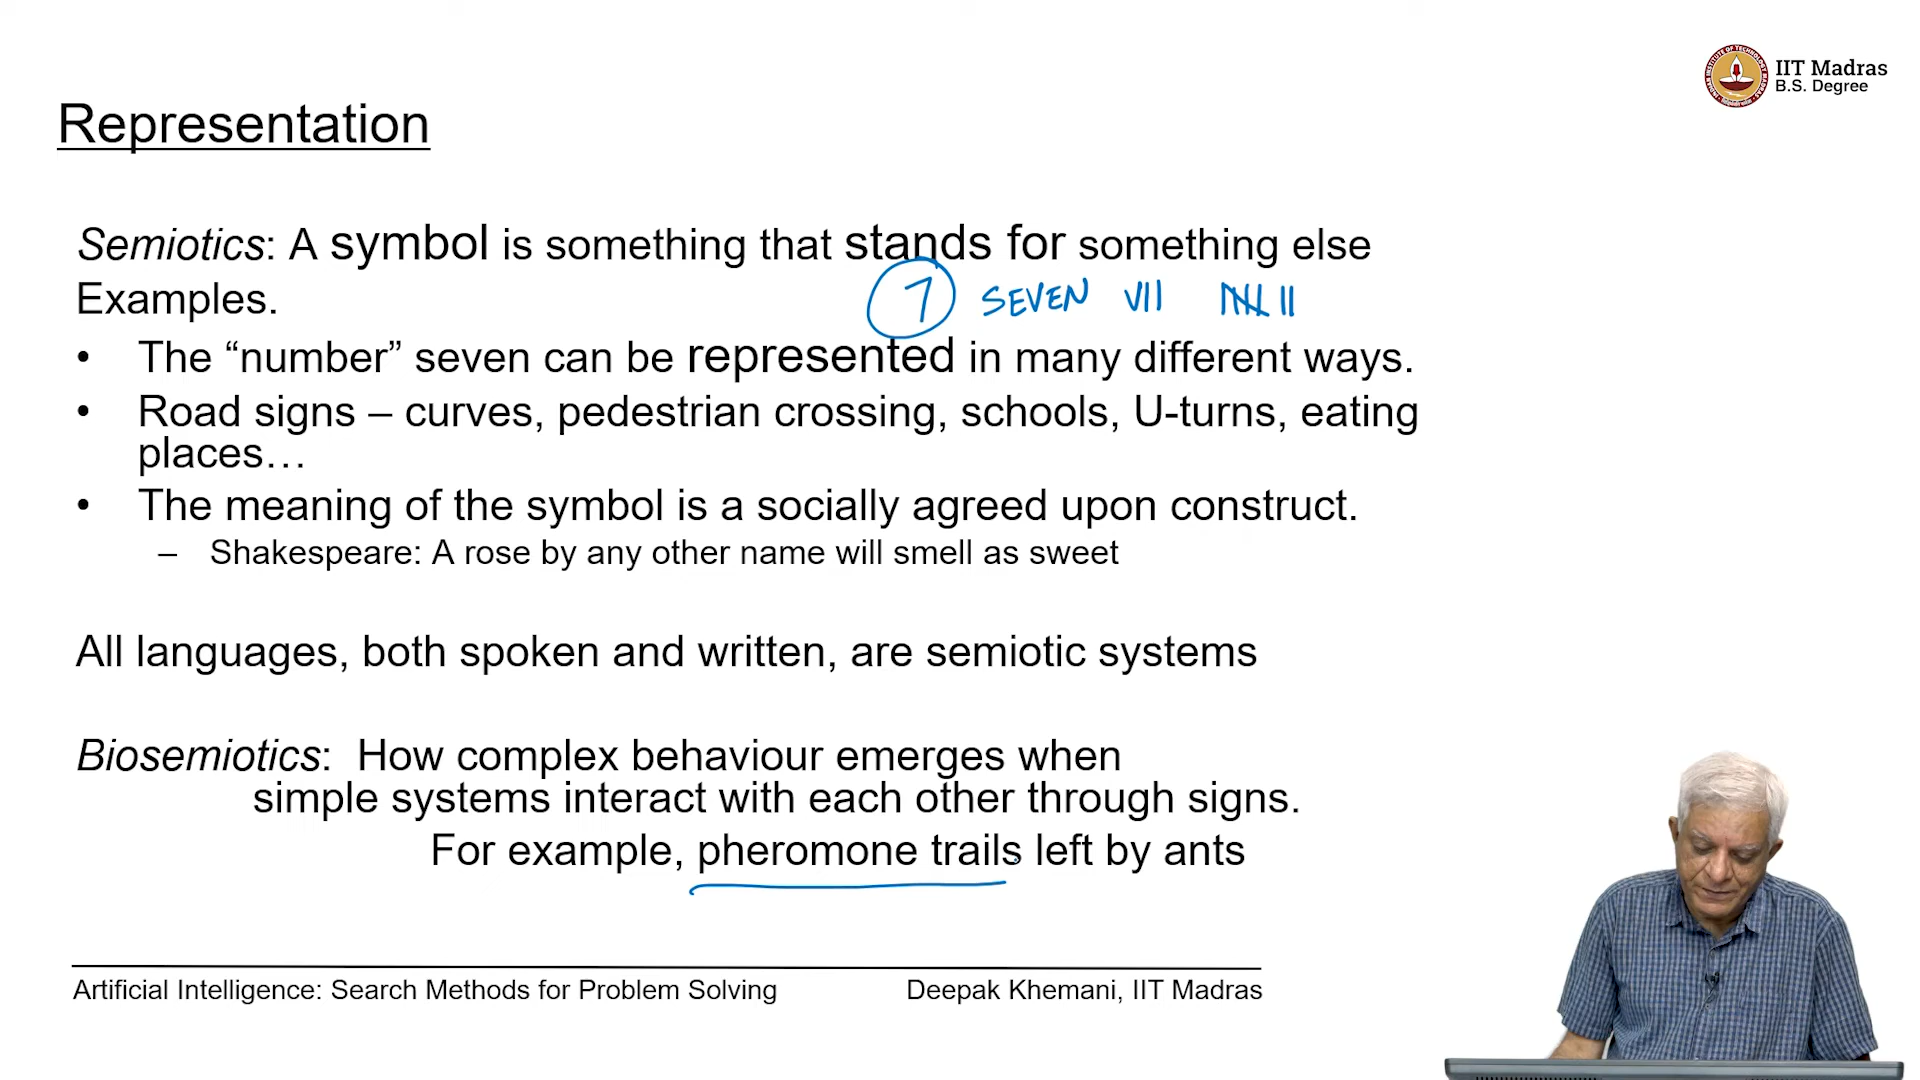 IIT Madras
B.S. Degree
Representation
Semiotics: A symbol is something that stands for something else
7 SEVEN VII
Examples.
• The “number” seven can be represented in many different ways.
• Road signs – curves, pedestrian crossing, schools, U-turns, eating
places…
• The meaning of the symbol is a socially agreed upon construct.
– Shakespeare: A rose by any other name will smell as sweet
All languages, both spoken and written, are semiotic systems
Biosemiotics: How complex behaviour emerges when
simple systems interact with each other through signs.
For example, pheromone trails left by ants
Artificial Intelligence: Search Methods for Problem Solving
Deepak Khemani, IIT Madras